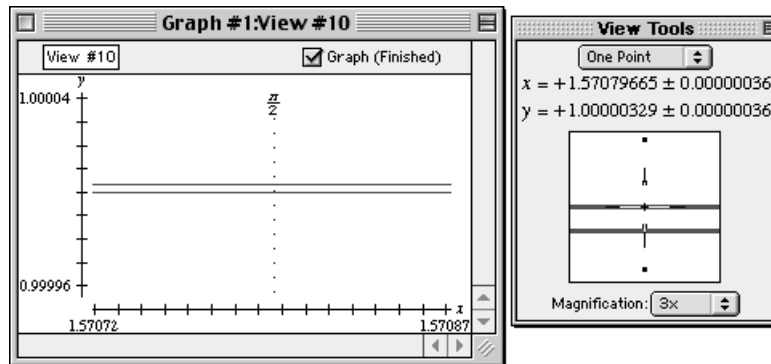 Graph #1:View #10
View #10
Graph (Finished)
y
1.00004
π/2
0.99996
x
1.57072
1.57087
View Tools
One Point
x = +1.57079665 ± 0.00000036
y = +1.00000329 ± 0.00000036
Magnification: 3x